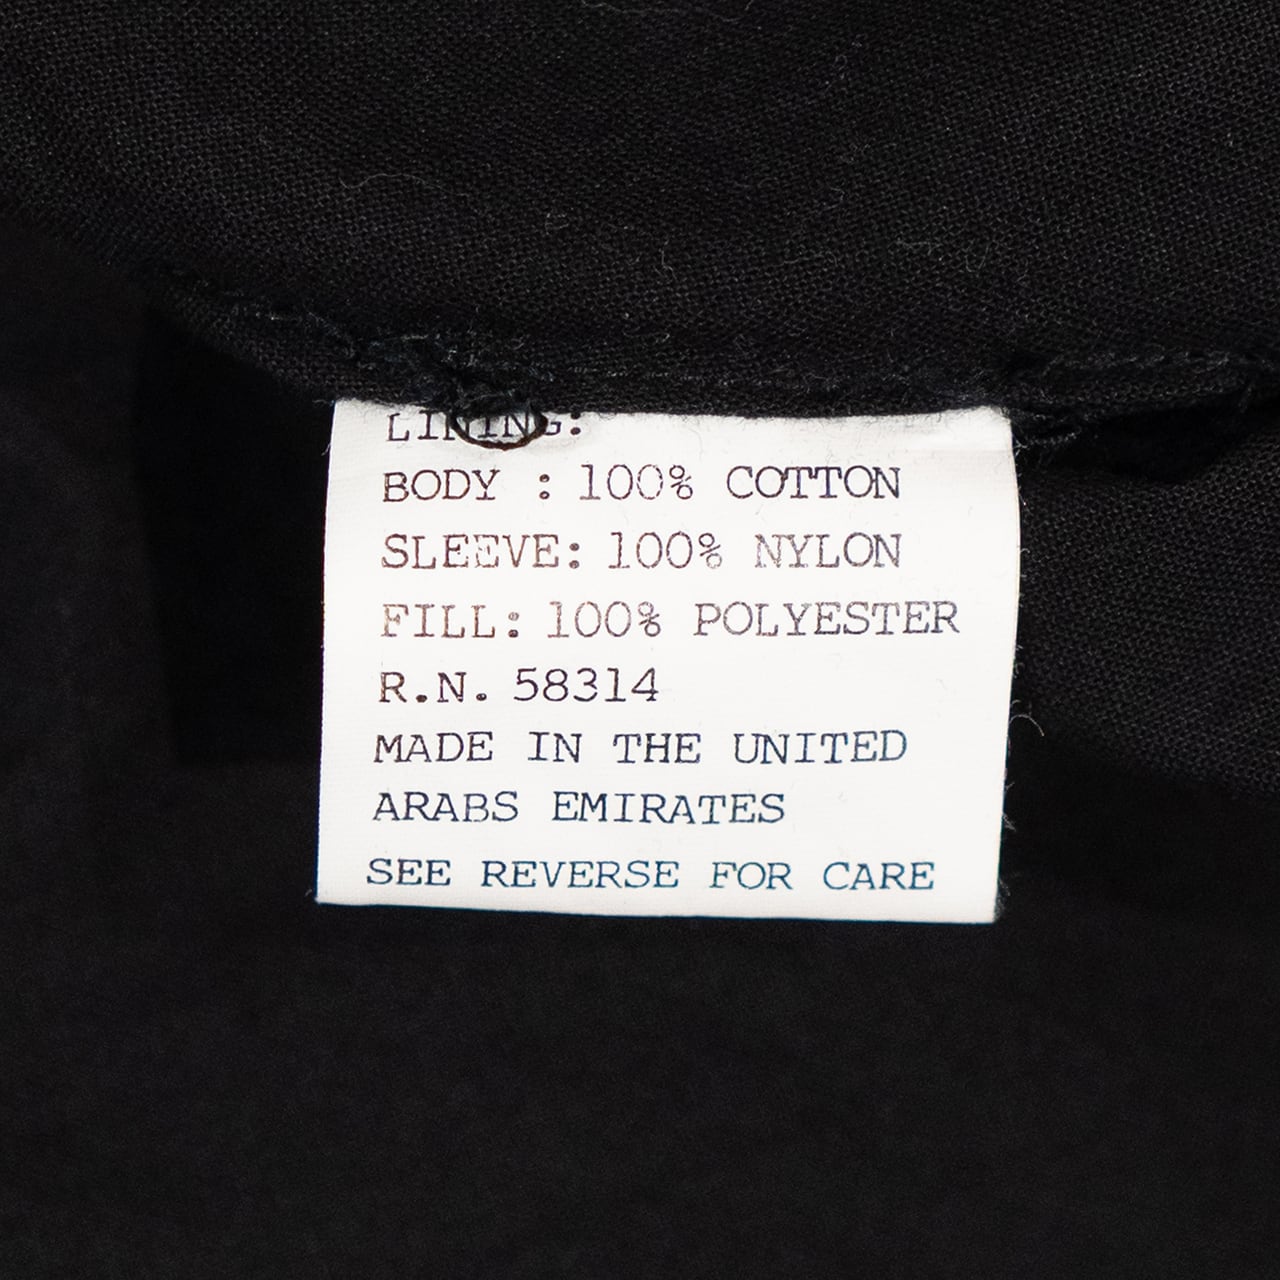 LINING:
BODY : 100% COTTON
SLEEVE: 100% NYLON
FILL: 100% POLYESTER
R.N. 58314
MADE IN THE UNITED
ARABS EMIRATES
SEE REVERSE FOR CARE